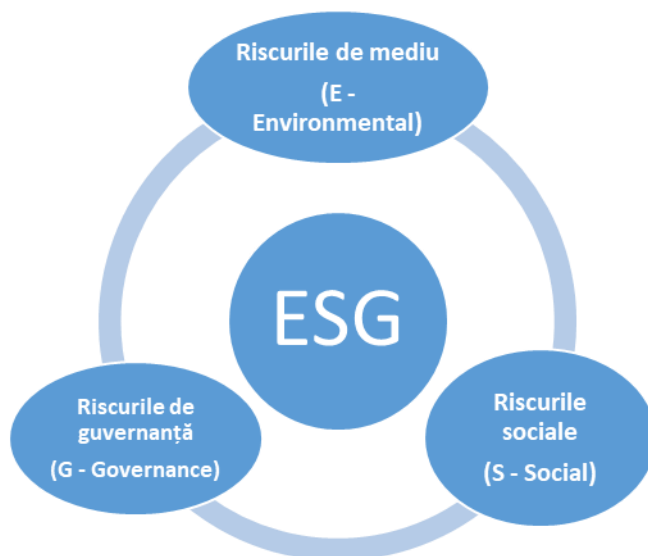 Riscurile de mediu
(E -
Environmental)
ESG
Riscurile de
guvernanță
(G - Governance)
Riscurile
sociale
(S - Social)